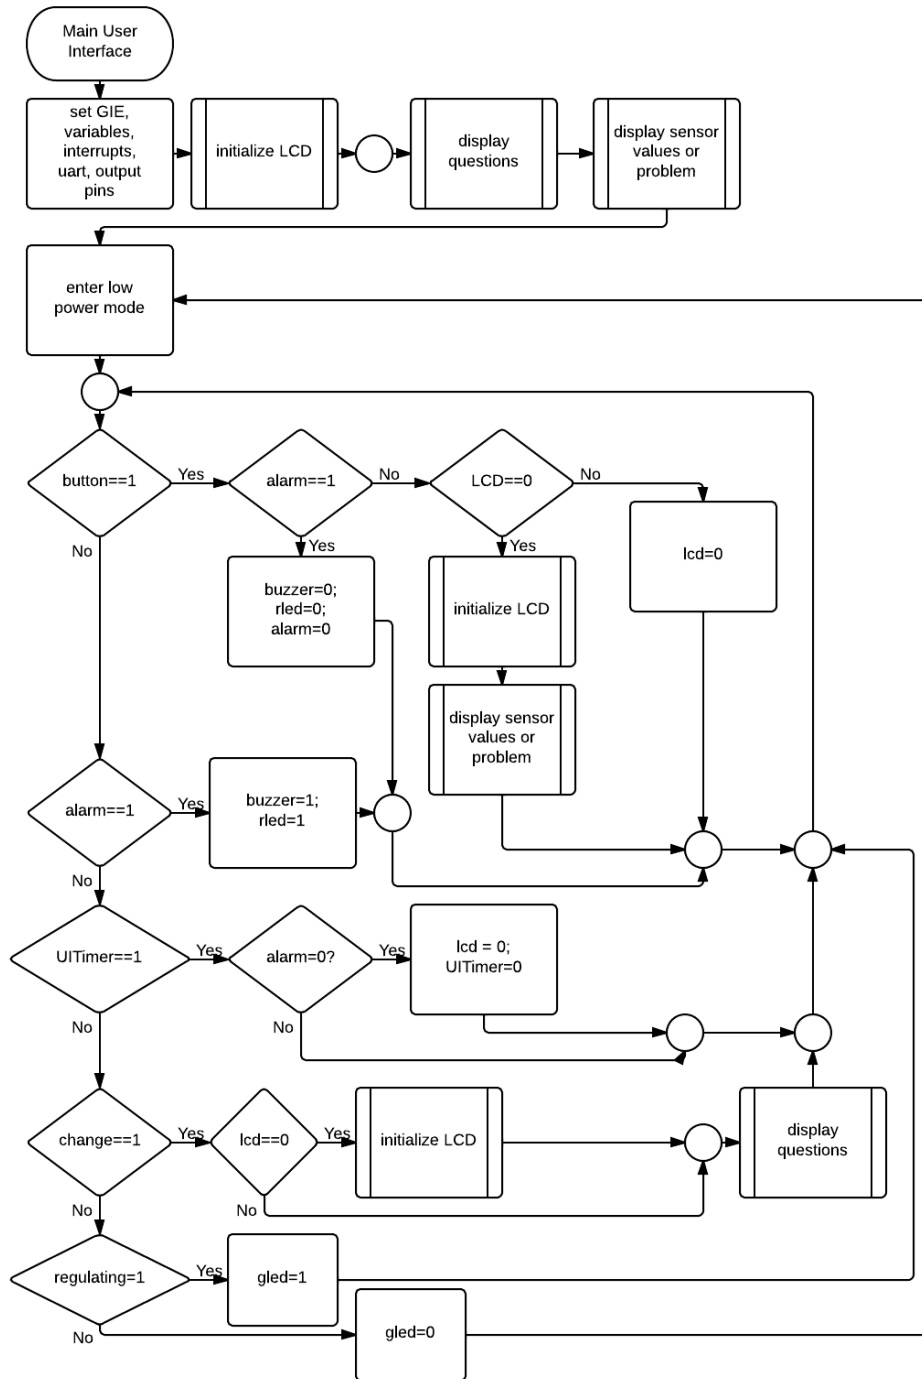 Main User
Interface
set GIE,
variables,
interrupts,
uart, output
pins
initialize LCD
display
questions
display sensor
values or
problem
enter low
power mode
button==1
Yes
alarm==1
No
LCD==0
No
No
Yes
Yes
lcd=0
buzzer=0;
rled=0;
alarm=0
initialize LCD
display sensor
values or
problem
alarm==1
Yes
buzzer=1;
rled=1
No
UITimer==1
Yes
alarm=0?
Yes
lcd = 0;
UITimer=0
No
No
change==1
Yes
lcd==0
Yes
initialize LCD
display
questions
No
No
regulating=1
Yes
gled=1
No
gled=0